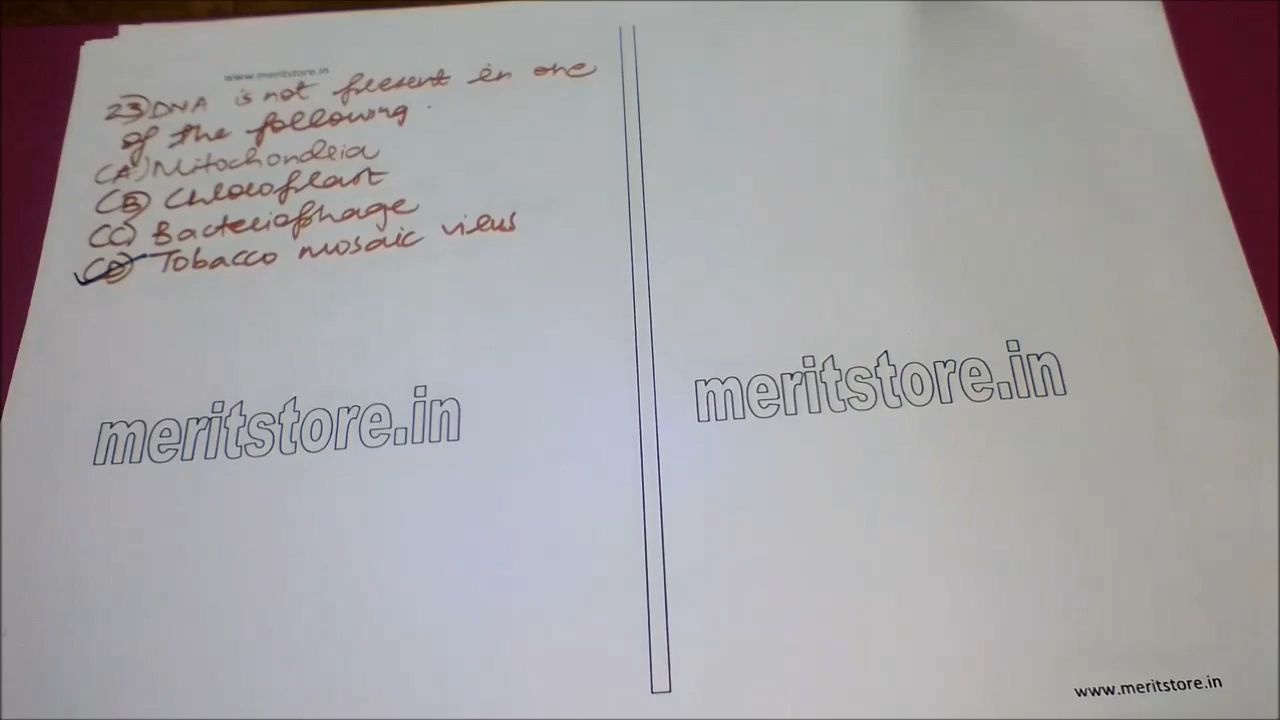 www.meritstore.in
23) DNA is not present in one
of the following.
(A) Mitochondria
(B) Chloroplast
(C) Bacteriophage
(D) Tobacco mosaic virus
meritstore.in
meritstore.in
www.meritstore.in